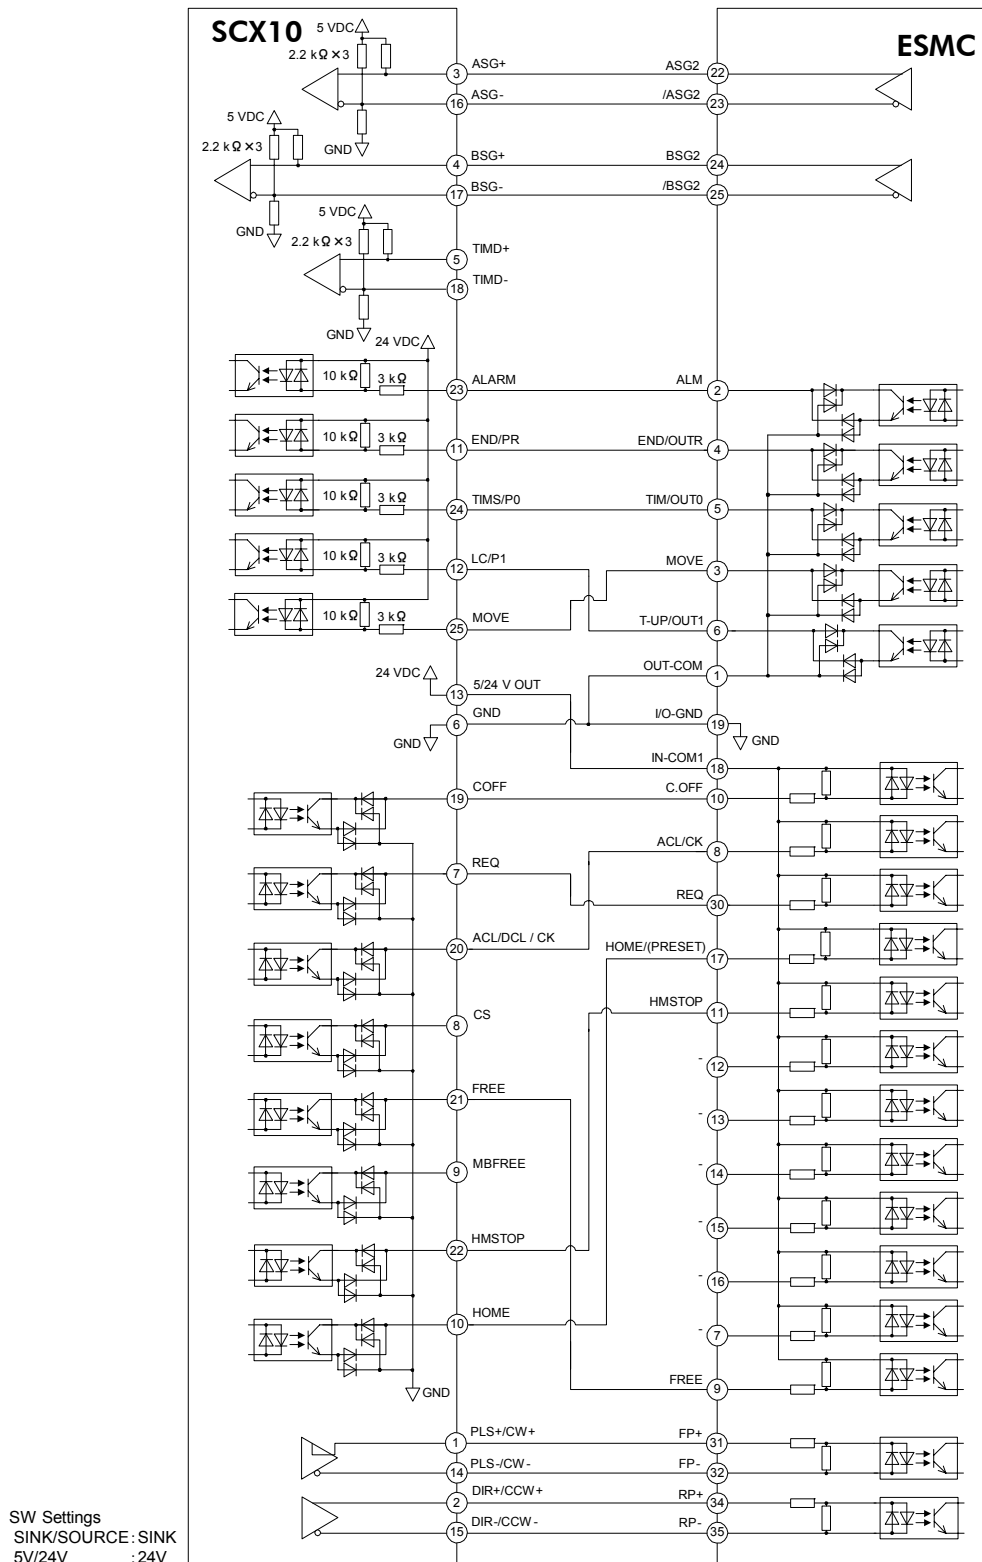 SCX10
ESMC
5 VDC
2.2 kΩ×3
3 ASG+ ASG2 22
16 ASG- /ASG2 23
GND
5 VDC
2.2 kΩ×3
4 BSG+ BSG2 24
17 BSG- /BSG2 25
GND
5 VDC
2.2 kΩ×3
5 TIMD+
18 TIMD-
GND
24 VDC
10 kΩ 3 kΩ 23 ALARM ALM 2
10 kΩ 3 kΩ 11 END/PR END/OUTR 4
10 kΩ 3 kΩ 24 TIMS/P0 TIM/OUT0 5
10 kΩ 3 kΩ 12 LC/P1 MOVE 3
10 kΩ 3 kΩ 25 MOVE T-UP/OUT1 6
OUT-COM 1
24 VDC 13 5/24 V OUT
GND 6 GND I/O-GND 19 GND
IN-COM1 18
19 COFF C.OFF 10
ACL/CK 8
7 REQ REQ 30
20 ACL/DCL / CK HOME/(PRESET) 17
8 CS HMSTOP 11
- 12
21 FREE - 13
9 MBFREE - 14
- 15
22 HMSTOP - 16
10 HOME - 7
GND FREE 9
1 PLS+/CW+ FP+ 31
14 PLS-/CW- FP- 32
2 DIR+/CCW+ RP+ 34
15 DIR-/CCW- RP- 35
SW Settings
SINK/SOURCE:SINK
5V/24V :24V